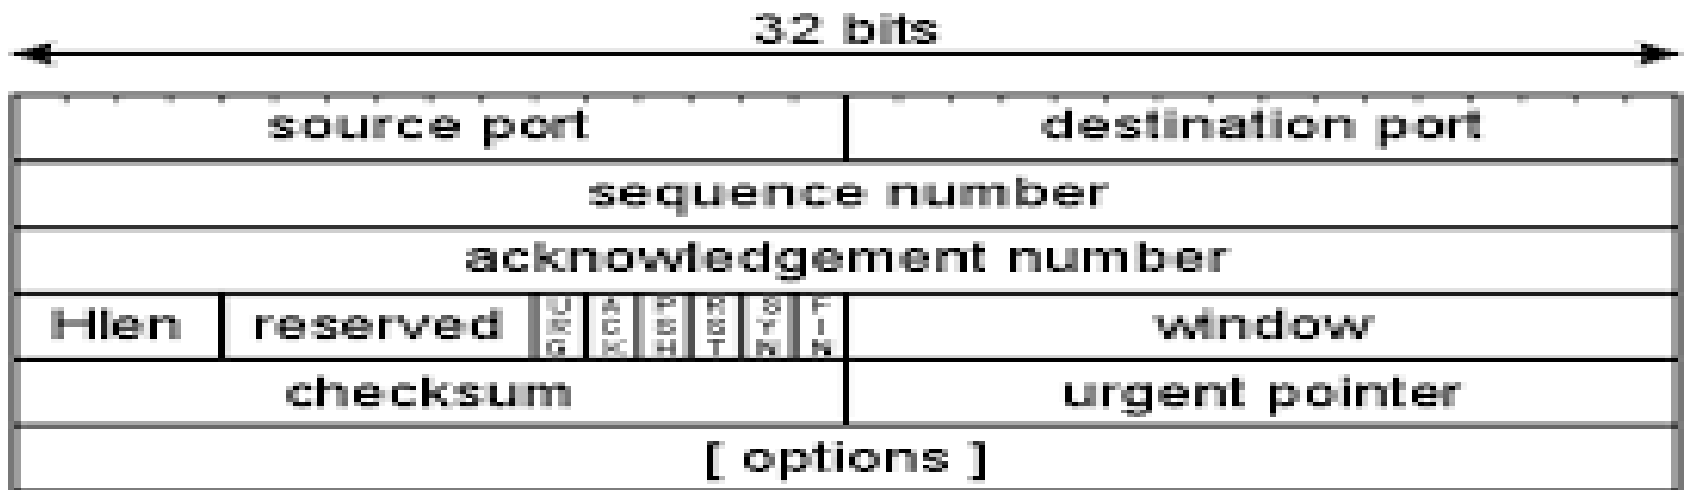 32 bits
source port destination port
sequence number
acknowledgement number
Hlen reserved URG ACK PSH RST SYN FIN window
checksum urgent pointer
[ options ]